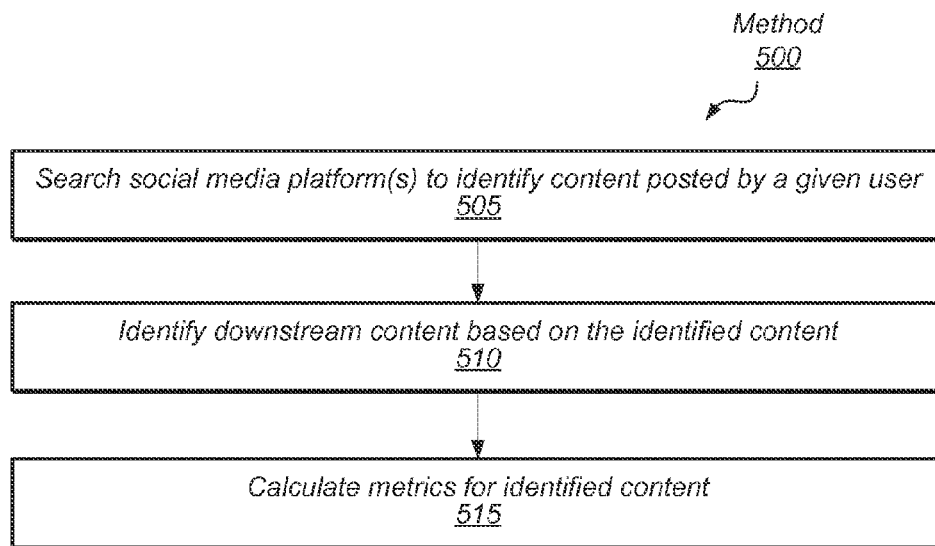 Method
500
Search social media platform(s) to identify content posted by a given user
505
Identify downstream content based on the identified content
510
Calculate metrics for identified content
515